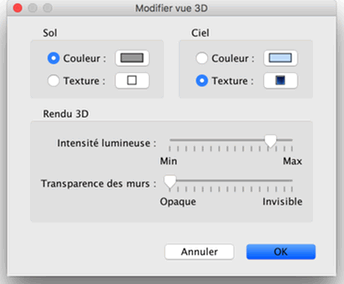 Modifier vue 3D
Sol
Ciel
Couleur :
Couleur :
Texture :
Texture :
Rendu 3D
Intensité lumineuse :
Min
Max
Transparence des murs :
Opaque
Invisible
Annuler
OK